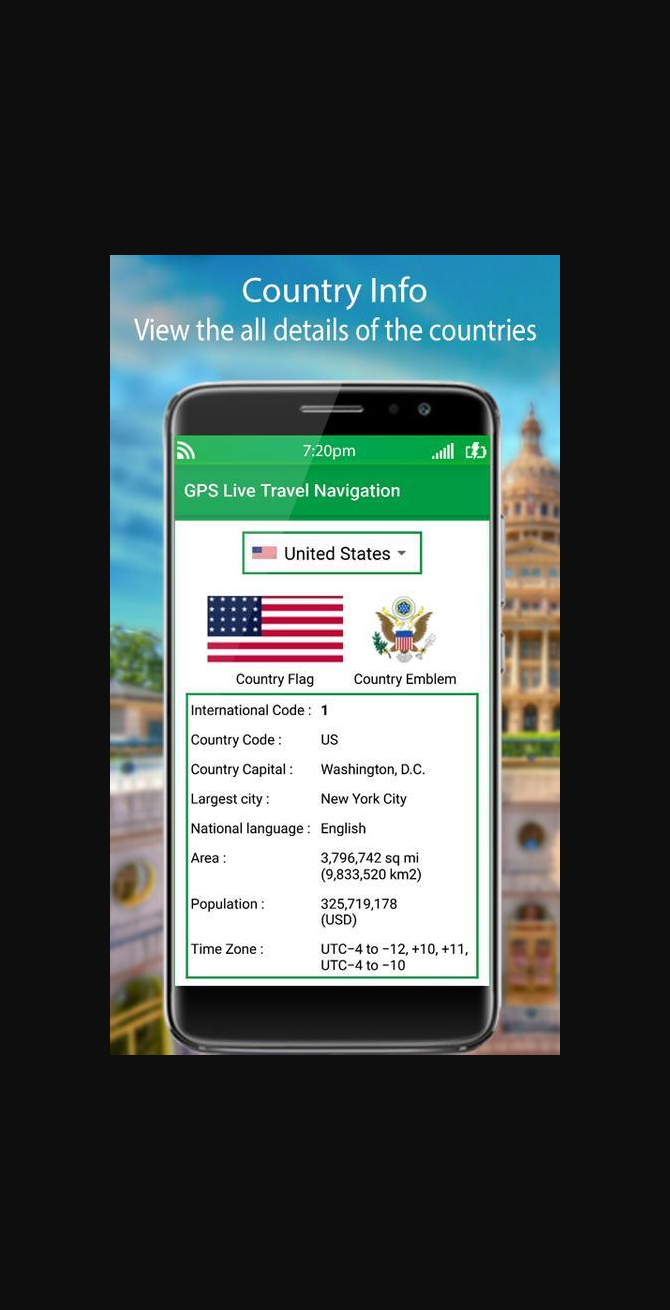 Country Info
View the all details of the countries
7:20pm
GPS Live Travel Navigation
United States
Country Flag
Country Emblem
International Code : 1
Country Code : US
Country Capital : Washington, D.C.
Largest city : New York City
National language : English
Area : 3,796,742 sq mi
(9,833,520 km2)
Population : 325,719,178
(USD)
Time Zone : UTC−4 to −12, +10, +11,
UTC−4 to −10